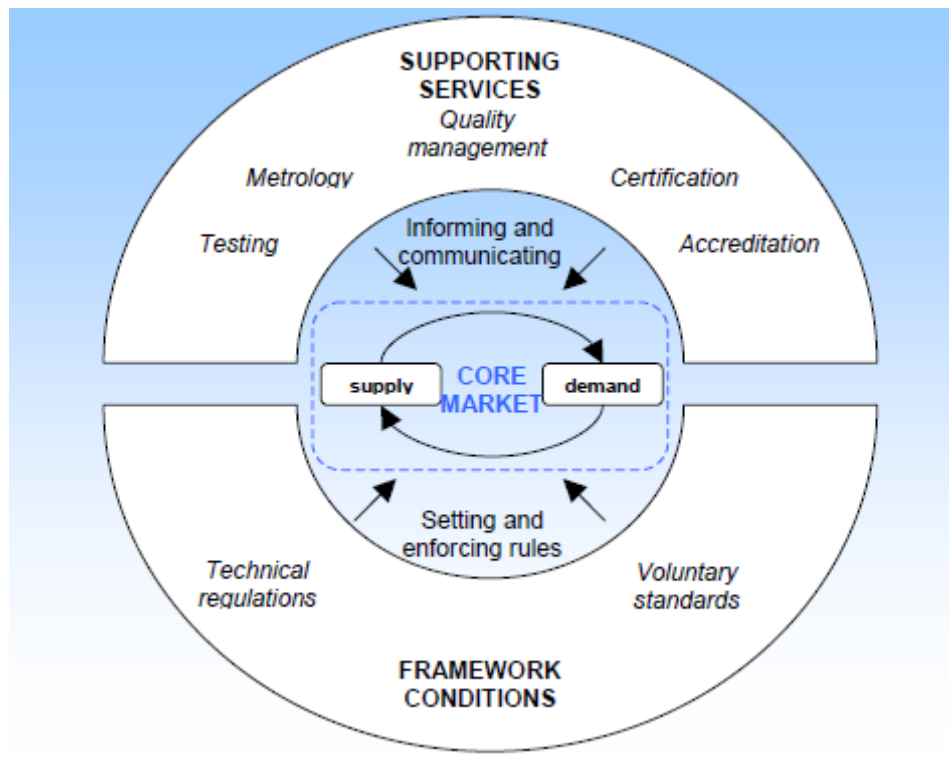 SUPPORTING
SERVICES
Quality
management
Metrology
Certification
Testing
Accreditation
Informing and
communicating
supply
CORE
MARKET
demand
Setting and
enforcing rules
Technical
regulations
Voluntary
standards
FRAMEWORK
CONDITIONS